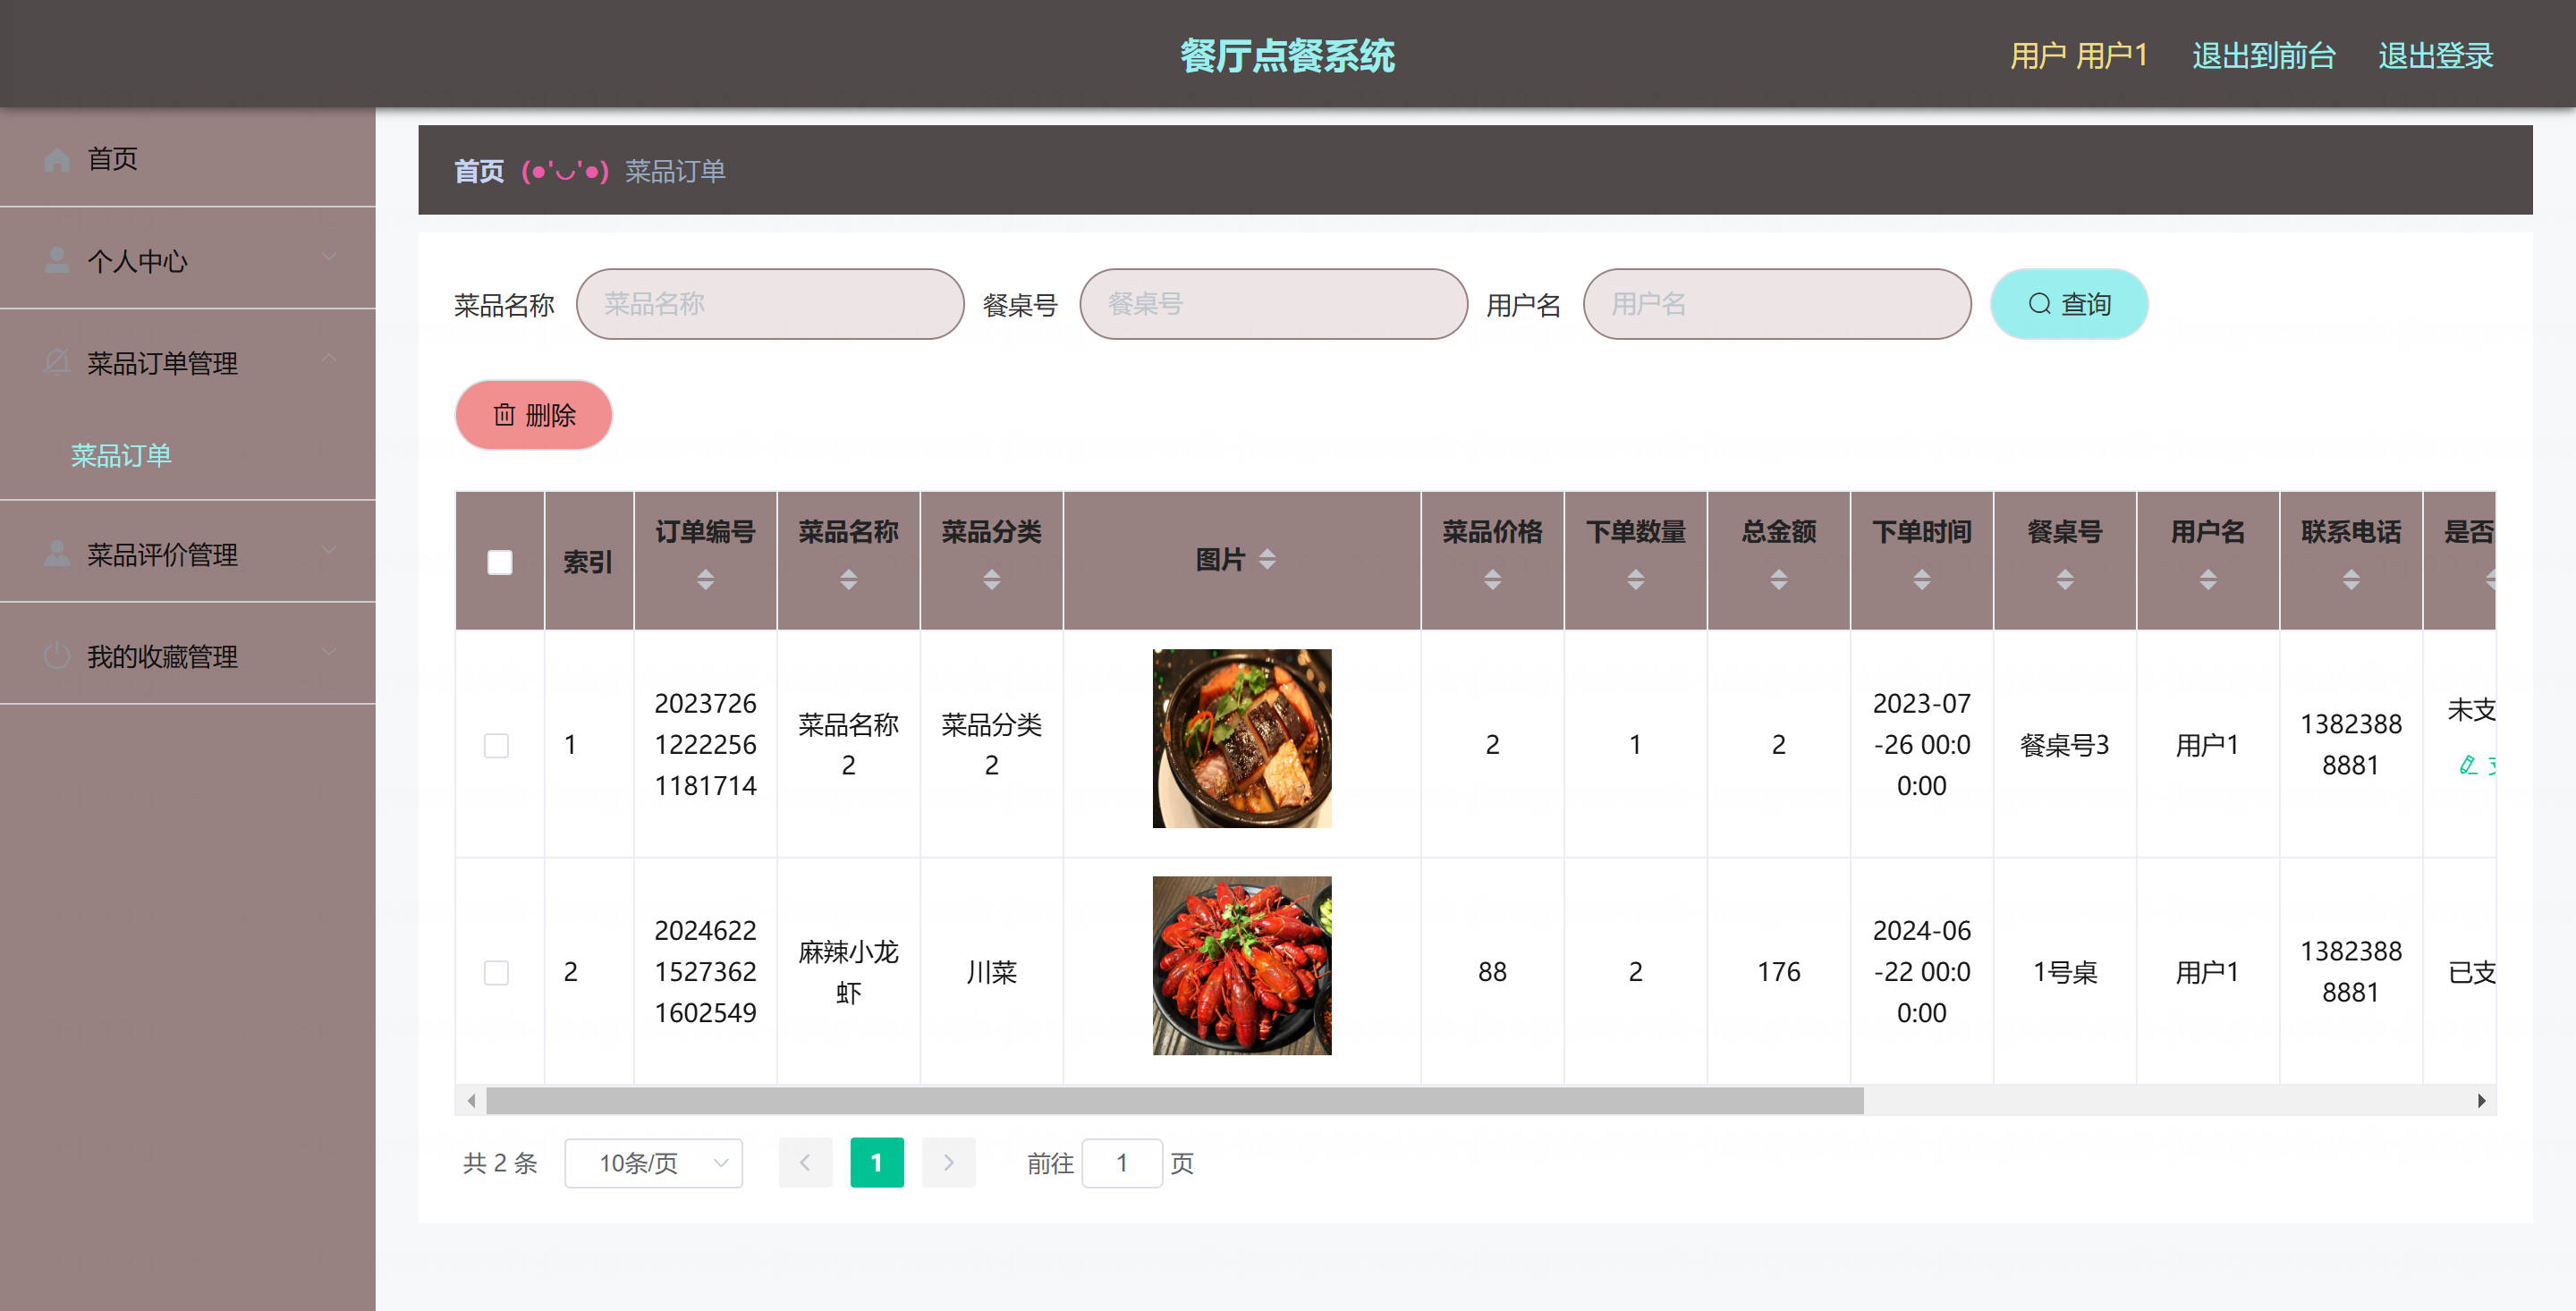 餐厅点餐系统
用户 用户1 退出到前台 退出登录
首页
个人中心
菜品订单管理
菜品订单
菜品评价管理
我的收藏管理
首页 (●'◡'●) 菜品订单
菜品名称 菜品名称 餐桌号 餐桌号 用户名 用户名 查询
删除
索引 订单编号 菜品名称 菜品分类 图片 菜品价格 下单数量 总金额 下单时间 餐桌号 用户名 联系电话 是否
1 2023726 1222256 1181714 菜品名称2 菜品分类2 2 1 2 2023-07-26 00:00:00 餐桌号3 用户1 13823888881 未支
2 2024622 1527362 1602549 麻辣小龙虾 川菜 88 2 176 2024-06-22 00:00:00 1号桌 用户1 13823888881 已支
共 2 条 10条/页 1 前往 1 页